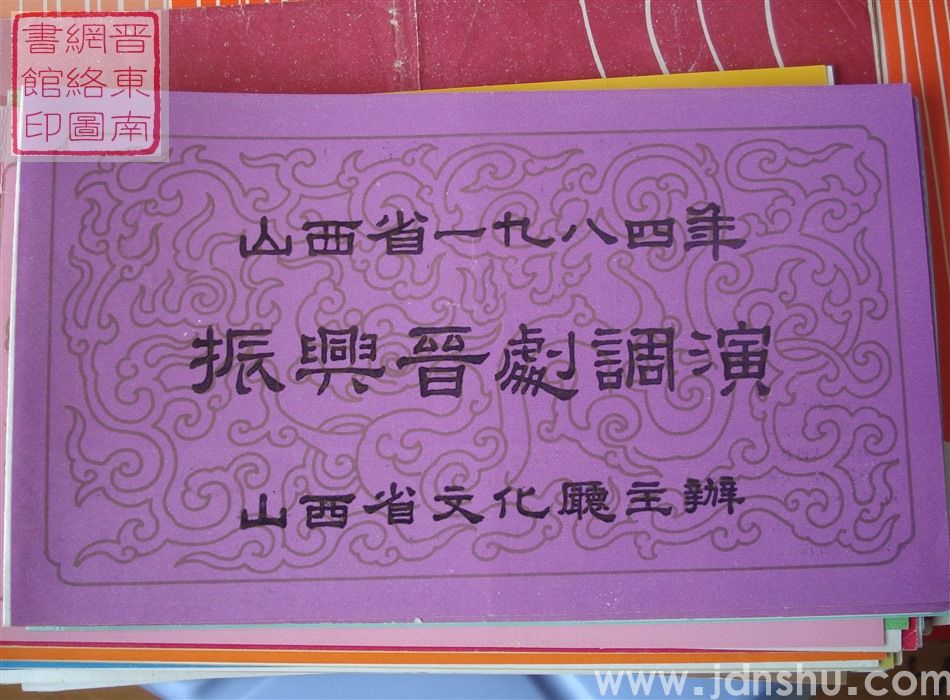 晋東南
網絡圖
書館印
山西省一九八四年
振興晉劇調演
山西省文化廳主辦
www.jdnshu.com